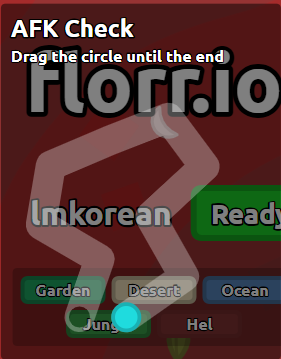 AFK Check
Drag the circle until the end
florr.io
lmkorean
Ready
Garden
Desert
Ocean
Hel